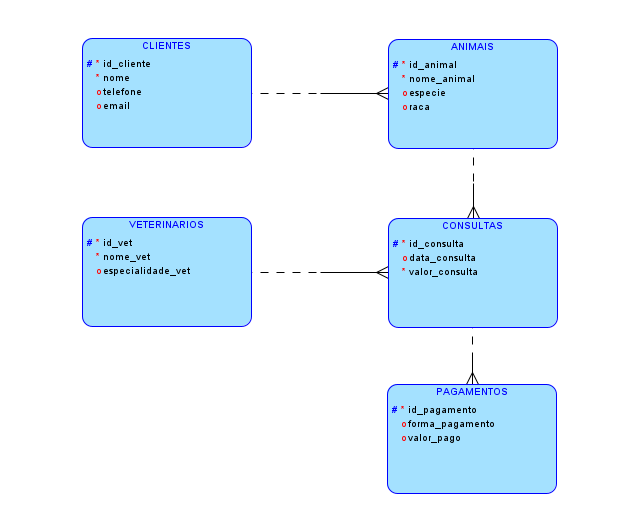 CLIENTES
# * id_cliente
* nome
o telefone
o email
ANIMAIS
# * id_animal
* nome_animal
o especie
o raca
VETERINARIOS
# * id_vet
* nome_vet
o especialidade_vet
CONSULTAS
# * id_consulta
o data_consulta
* valor_consulta
PAGAMENTOS
# * id_pagamento
o forma_pagamento
o valor_pago